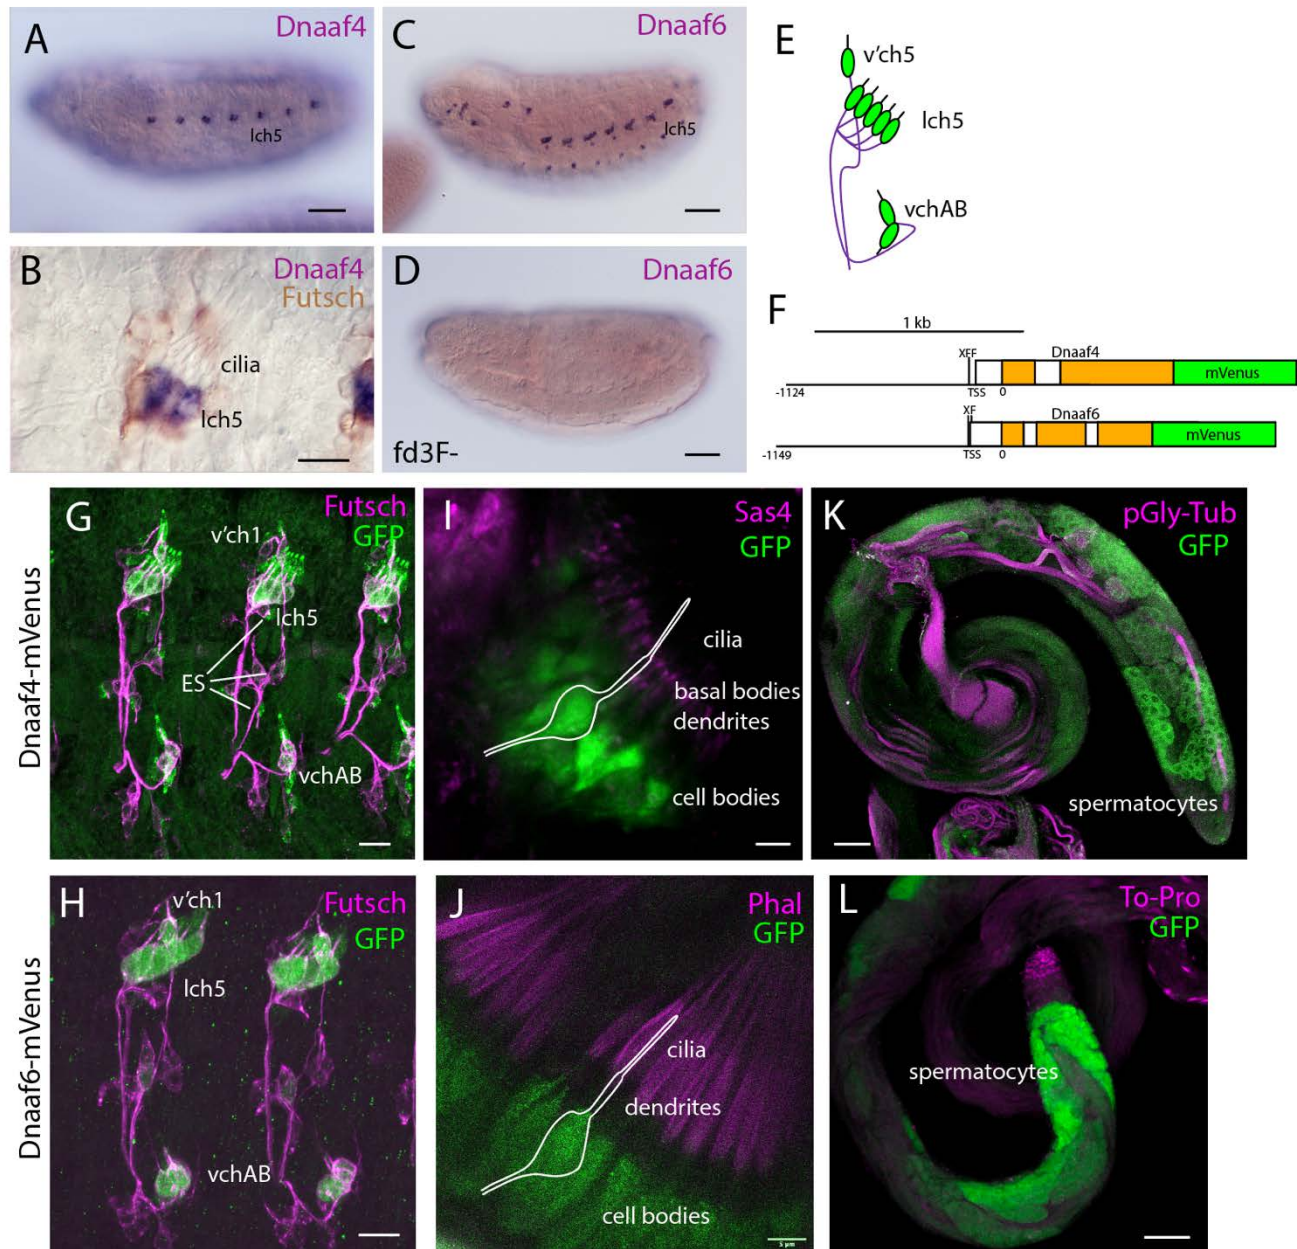 A
Dnaaf4
lch5
C
Dnaaf6
lch5
E
v'ch5
lch5
vchAB
B
Dnaaf4
Futsch
cilia
lch5
D
Dnaaf6
fd3F-
F
1 kb
XFF
Dnaaf4
mVenus
-1124
TSS
0
XF
Dnaaf6
mVenus
-1149
TSS
0
Dnaaf4-mVenus
G
Futsch
GFP
v'ch1
lch5
ES
vchAB
I
Sas4
GFP
cilia
basal bodies
dendrites
cell bodies
K
pGly-Tub
GFP
spermatocytes
Dnaaf6-mVenus
H
Futsch
GFP
v'ch1
lch5
vchAB
J
Phal
GFP
cilia
dendrites
cell bodies
5 µm
L
To-Pro
GFP
spermatocytes